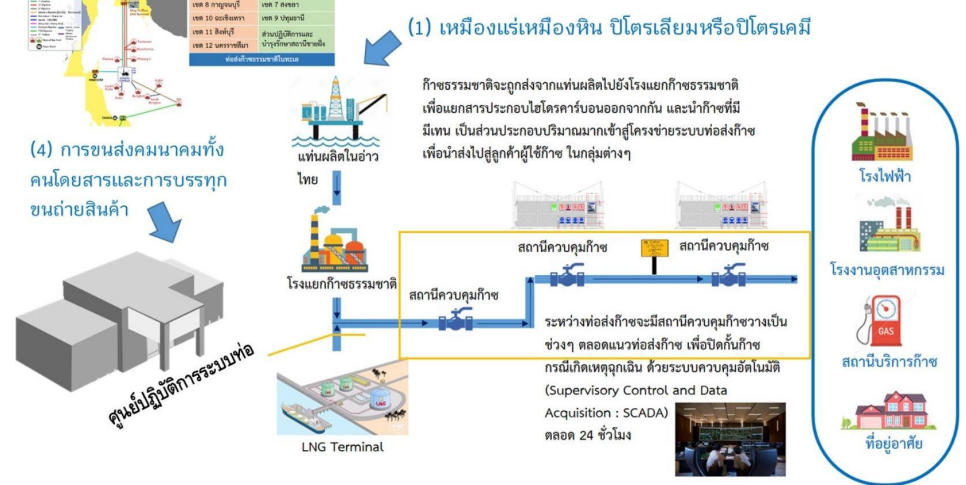 เขต 8 กาญจนบุรี
เขต 7 สงขลา
เขต 10 ฉะเชิงเทรา
เขต 9 ปทุมธานี
เขต 11 สิงห์บุรี
ส่วนปฏิบัติการและ
บำรุงรักษาสถานีชายฝั่ง
เขต 12 นครราชสีมา
ท่อส่งก๊าซธรรมชาติในทะเล
(1) เหมืองแร่เหมืองหิน ปิโตรเลียมหรือปิโตรเคมี
ก๊าซธรรมชาติจะถูกส่งจากแท่นผลิตไปยังโรงแยกก๊าซธรรมชาติ
เพื่อแยกสารประกอบไฮโดรคาร์บอนออกจากกัน และนำก๊าซที่มี
มีเทน เป็นส่วนประกอบปริมาณมากเข้าสู่โครงข่ายระบบท่อส่งก๊าซ
เพื่อนำส่งไปสู่ลูกค้าผู้ใช้ก๊าซ ในกลุ่มต่างๆ
(4) การขนส่งคมนาคมทั้ง
คนโดยสารและการบรรทุก
ขนถ่ายสินค้า
แท่นผลิตในอ่าว
ไทย
โรงแยกก๊าซธรรมชาติ
สถานีควบคุมก๊าซ
สถานีควบคุมก๊าซ
สถานีควบคุมก๊าซ
ระหว่างท่อส่งก๊าซจะมีสถานีควบคุมก๊าซวางเป็น
ช่วงๆ ตลอดแนวท่อส่งก๊าซ เพื่อปิดกั้นก๊าซ
กรณีเกิดเหตุฉุกเฉิน ด้วยระบบควบคุมอัตโนมัติ
(Supervisory Control and Data
Acquisition : SCADA)
ตลอด 24 ชั่วโมง
ศูนย์ปฏิบัติการระบบท่อ
LNG
LNG Terminal
โรงไฟฟ้า
โรงงานอุตสาหกรรม
GAS
สถานีบริการก๊าซ
ที่อยู่อาศัย